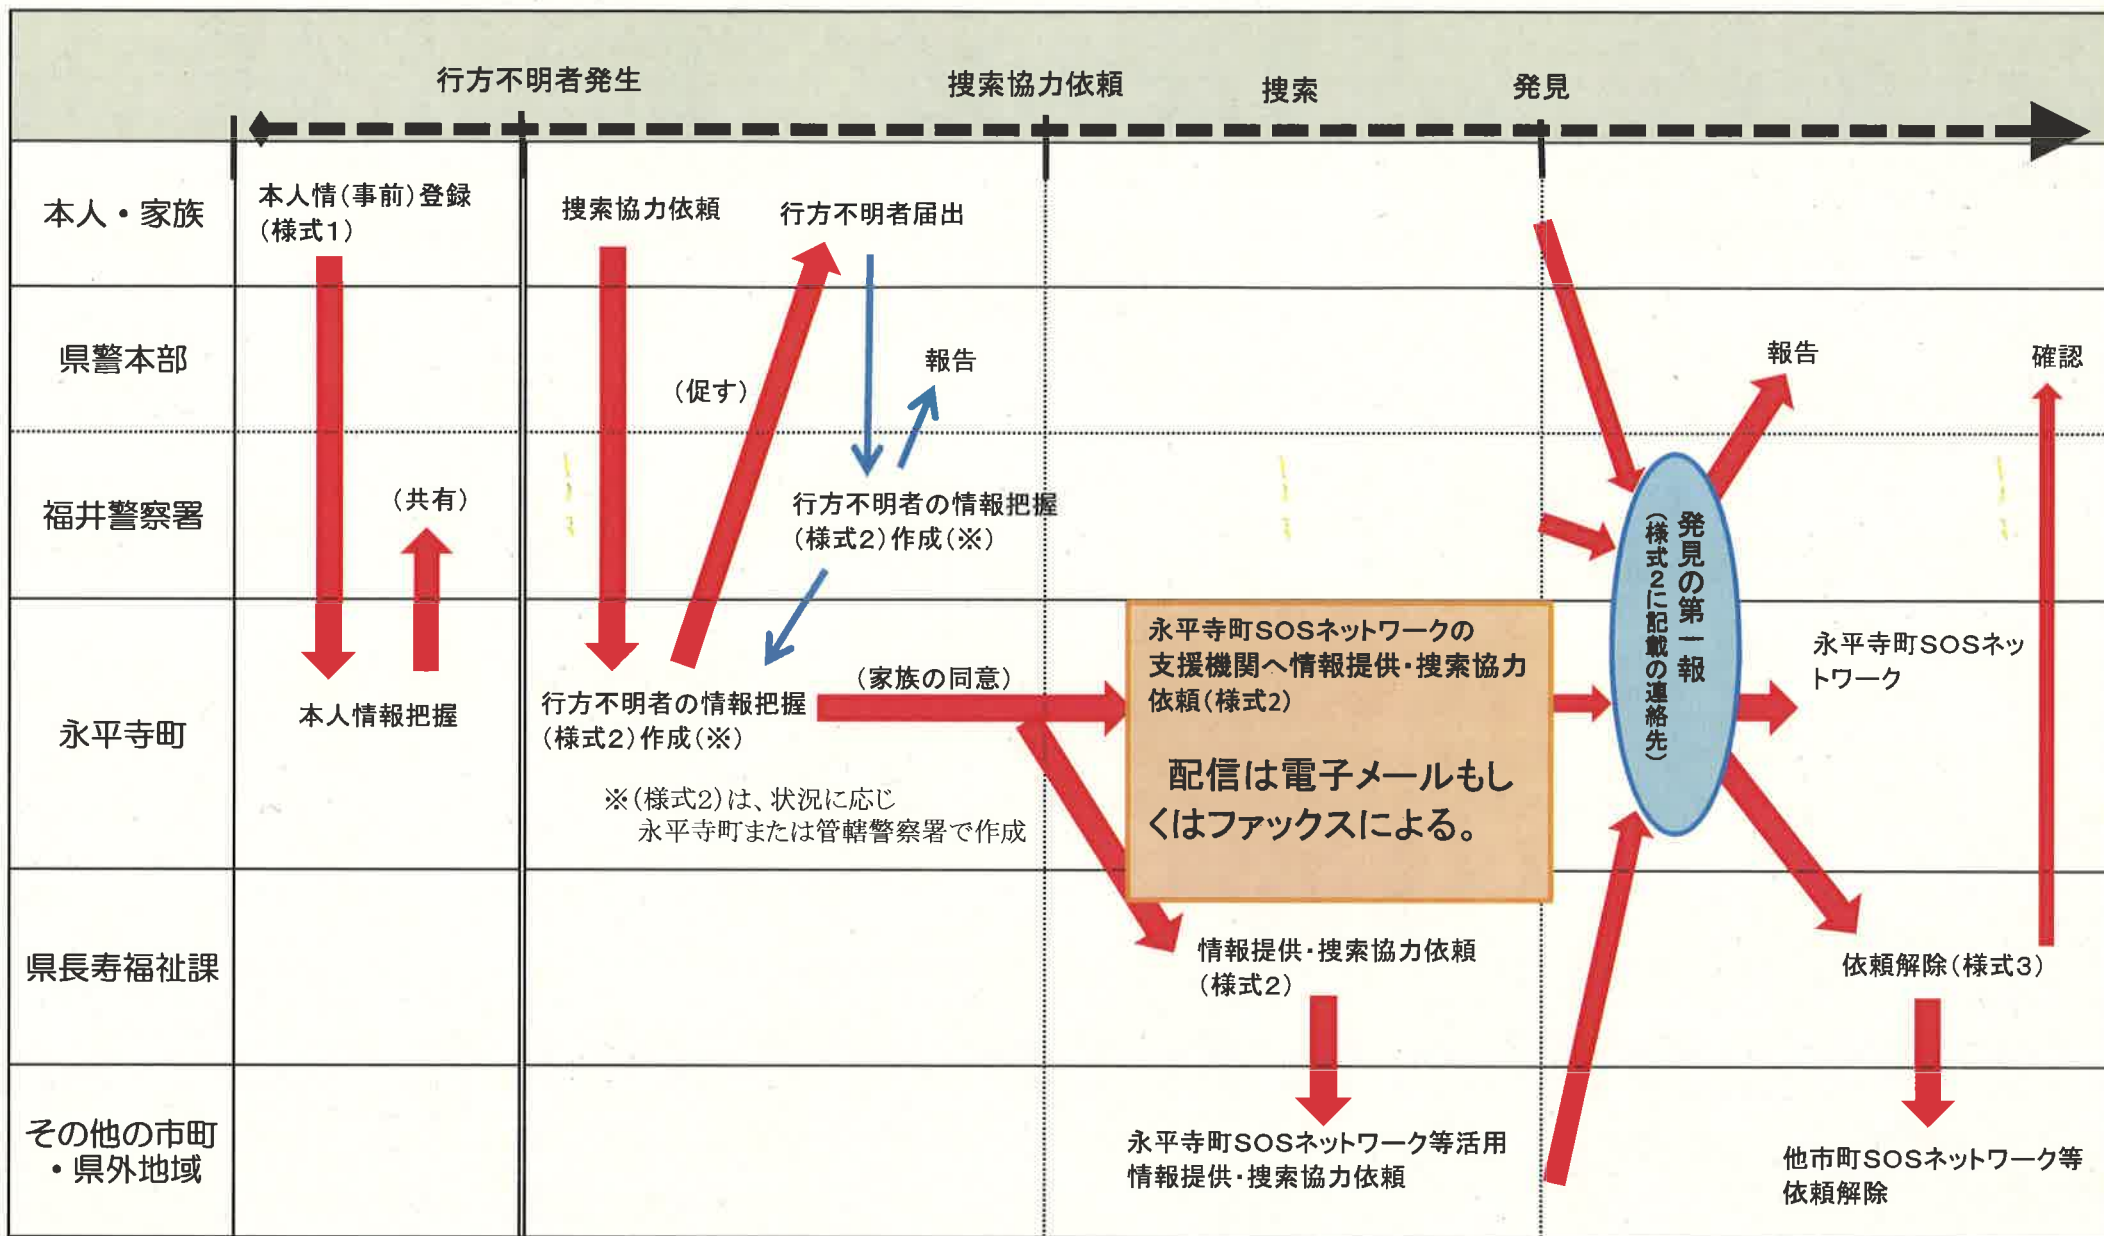 行方不明者発生
捜索協力依頼
捜索
発見
本人・家族
本人情(事前)登録
(様式1)
捜索協力依頼
行方不明者届出
県警本部
(促す)
報告
報告
確認
福井警察署
(共有)
行方不明者の情報把握
(様式2)作成(※)
発見の第一報
(様式2に記載の連絡先)
永平寺町
本人情報把握
行方不明者の情報把握
(様式2)作成(※)
※(様式2)は、状況に応じ
永平寺町または管轄警察署で作成
(家族の同意)
永平寺町SOSネットワークの
支援機関へ情報提供・捜索協力
依頼(様式2)
配信は電子メールもし
くはファックスによる。
永平寺町SOSネッ
トワーク
県長寿福祉課
情報提供・捜索協力依頼
(様式2)
依頼解除(様式3)
その他の市町
・県外地域
永平寺町SOSネットワーク等活用
情報提供・捜索協力依頼
他市町SOSネットワーク等
依頼解除